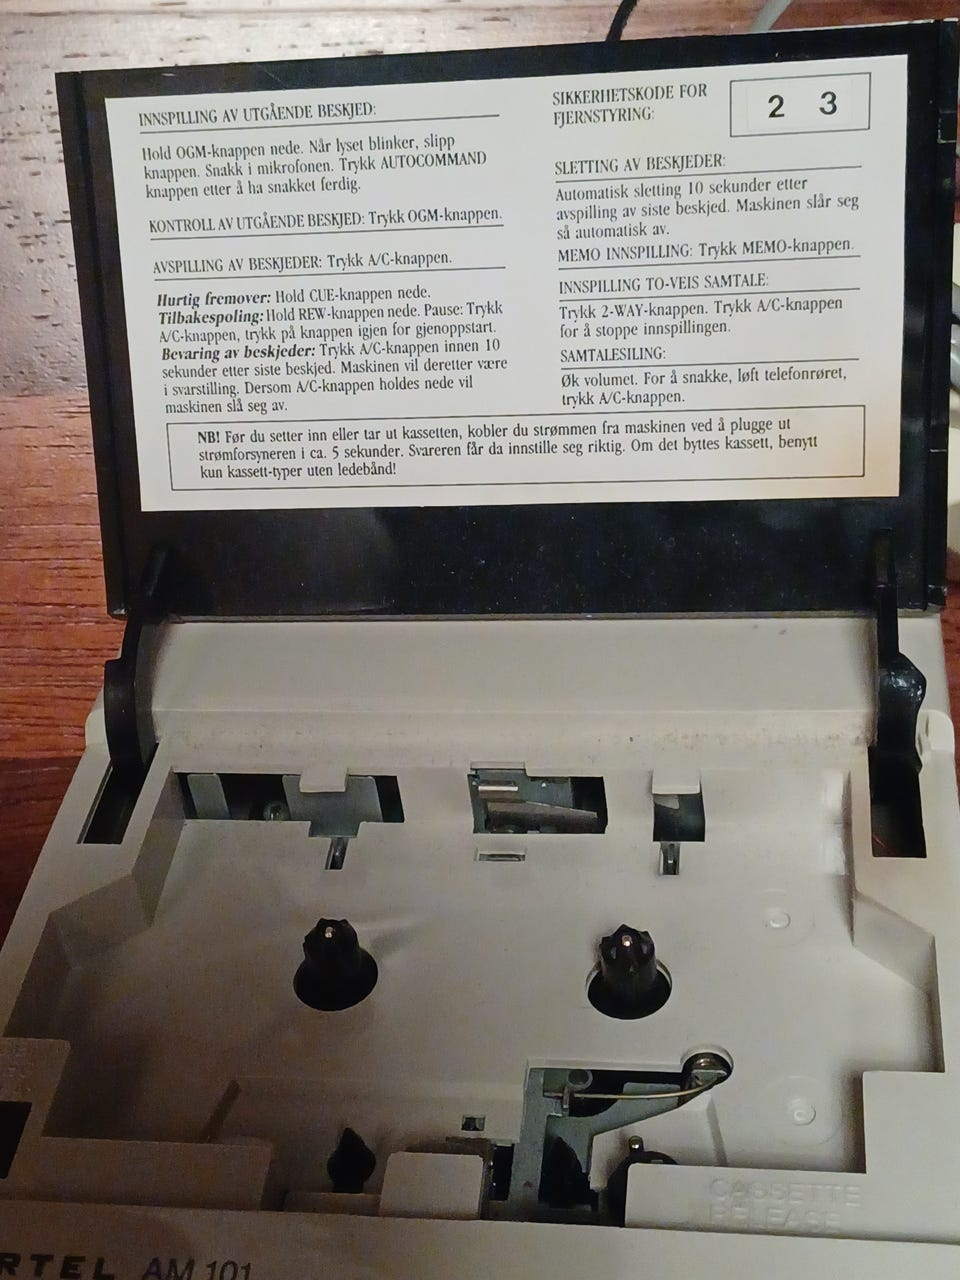 INNSPILLING AV UTGÅENDE BESKJED:
Hold OGM-knappen nede. Når lyset blinker, slipp
knappen. Snakk i mikrofonen. Trykk AUTOCOMMAND
knappen etter å ha snakket ferdig.
KONTROLL AV UTGÅENDE BESKJED: Trykk OGM-knappen.
AVSPILLING AV BESKJEDER: Trykk A/C-knappen.
Hurtig fremover: Hold CUE-knappen nede.
Tilbakespoling: Hold REW-knappen nede. Pause: Trykk
A/C-knappen, trykk på knappen igjen for gjenoppstart.
Bevaring av beskjeder: Trykk A/C-knappen innen 10
sekunder etter siste beskjed. Maskinen vil deretter være
i svarstilling. Dersom A/C-knappen holdes nede vil
maskinen slå seg av.
SIKKERHETSKODE FOR
FJERNSTYRING:
2 3
SLETTING AV BESKJEDER:
Automatisk sletting 10 sekunder etter
avspilling av siste beskjed. Maskinen slår seg
så automatisk av.
MEMO INNSPILLING: Trykk MEMO-knappen.
INNSPILLING TO-VEIS SAMTALE:
Trykk 2-WAY-knappen. Trykk A/C-knappen
for å stoppe innspillingen.
SAMTALESILING:
Øk volumet. For å snakke, løft telefonrøret,
trykk A/C-knappen.
NB! Før du setter inn eller tar ut kassetten, kobler du strømmen fra maskinen ved å plugge ut
strømforsyneren i ca. 5 sekunder. Svareren får da innstille seg riktig. Om det byttes kassett, benytt
kun kassett-typer uten ledebånd!
CASSETTE
RELEASE
RTEL AM 101